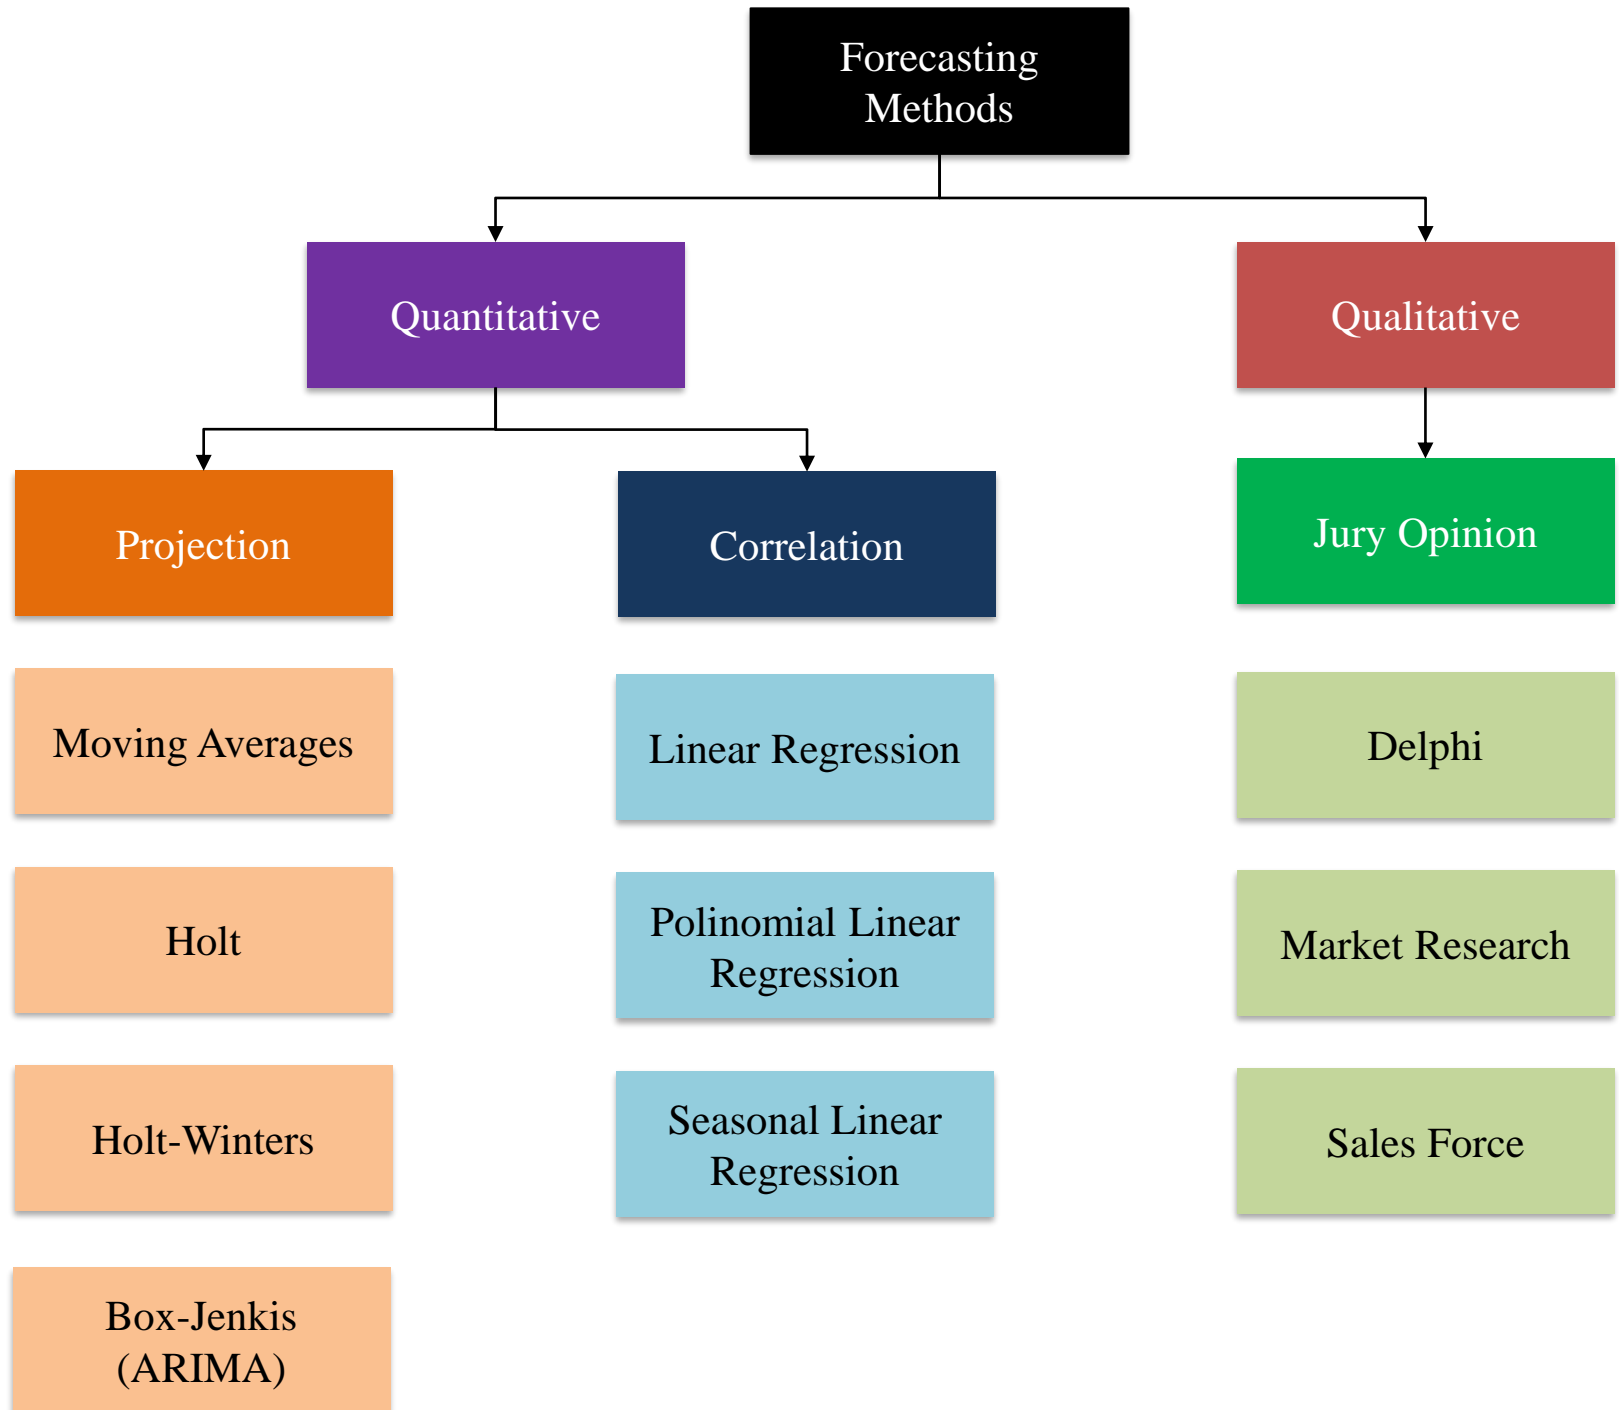 Forecasting
Methods
Quantitative
Qualitative
Projection
Correlation
Jury Opinion
Moving Averages
Linear Regression
Delphi
Holt
Polinomial Linear
Regression
Market Research
Holt-Winters
Seasonal Linear
Regression
Sales Force
Box-Jenkis
(ARIMA)